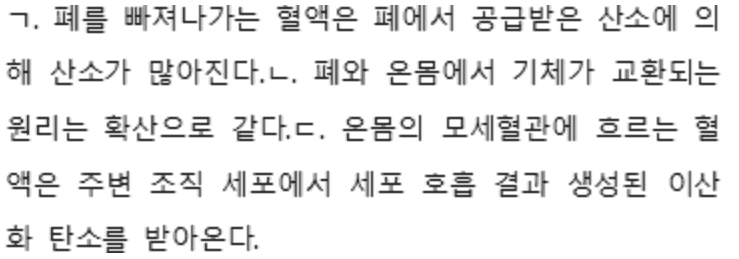 ㄱ. 폐를 빠져나가는 혈액은 폐에서 공급받은 산소에 의
해 산소가 많아진다.ㄴ. 폐와 온몸에서 기체가 교환되는
원리는 확산으로 같다.ㄷ. 온몸의 모세혈관에 흐르는 혈
액은 주변 조직 세포에서 세포 호흡 결과 생성된 이산
화 탄소를 받아온다.